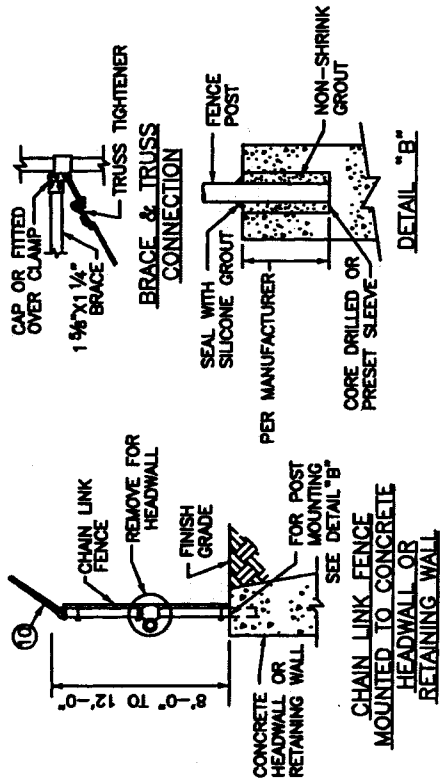 CAP OR FITTED
OVER CLAMP
1 5/8"X1 1/4"
BRACE
TRUSS TIGHTENER
BRACE & TRUSS
CONNECTION
SEAL WITH
SILICONE GROUT
FENCE
POST
PER MANUFACTURER
NON-SHRINK
GROUT
CORE DRILLED OR
PRESET SLEEVE
DETAIL "B"
10
CHAIN LINK
FENCE
REMOVE FOR
HEADWALL
8'-0" TO 12'-0"
FINISH
GRADE
CONCRETE
HEADWALL OR
RETAINING WALL
FOR POST
MOUNTING
SEE DETAIL "B"
CHAIN LINK FENCE
MOUNTED TO CONCRETE
HEADWALL OR
RETAINING WALL